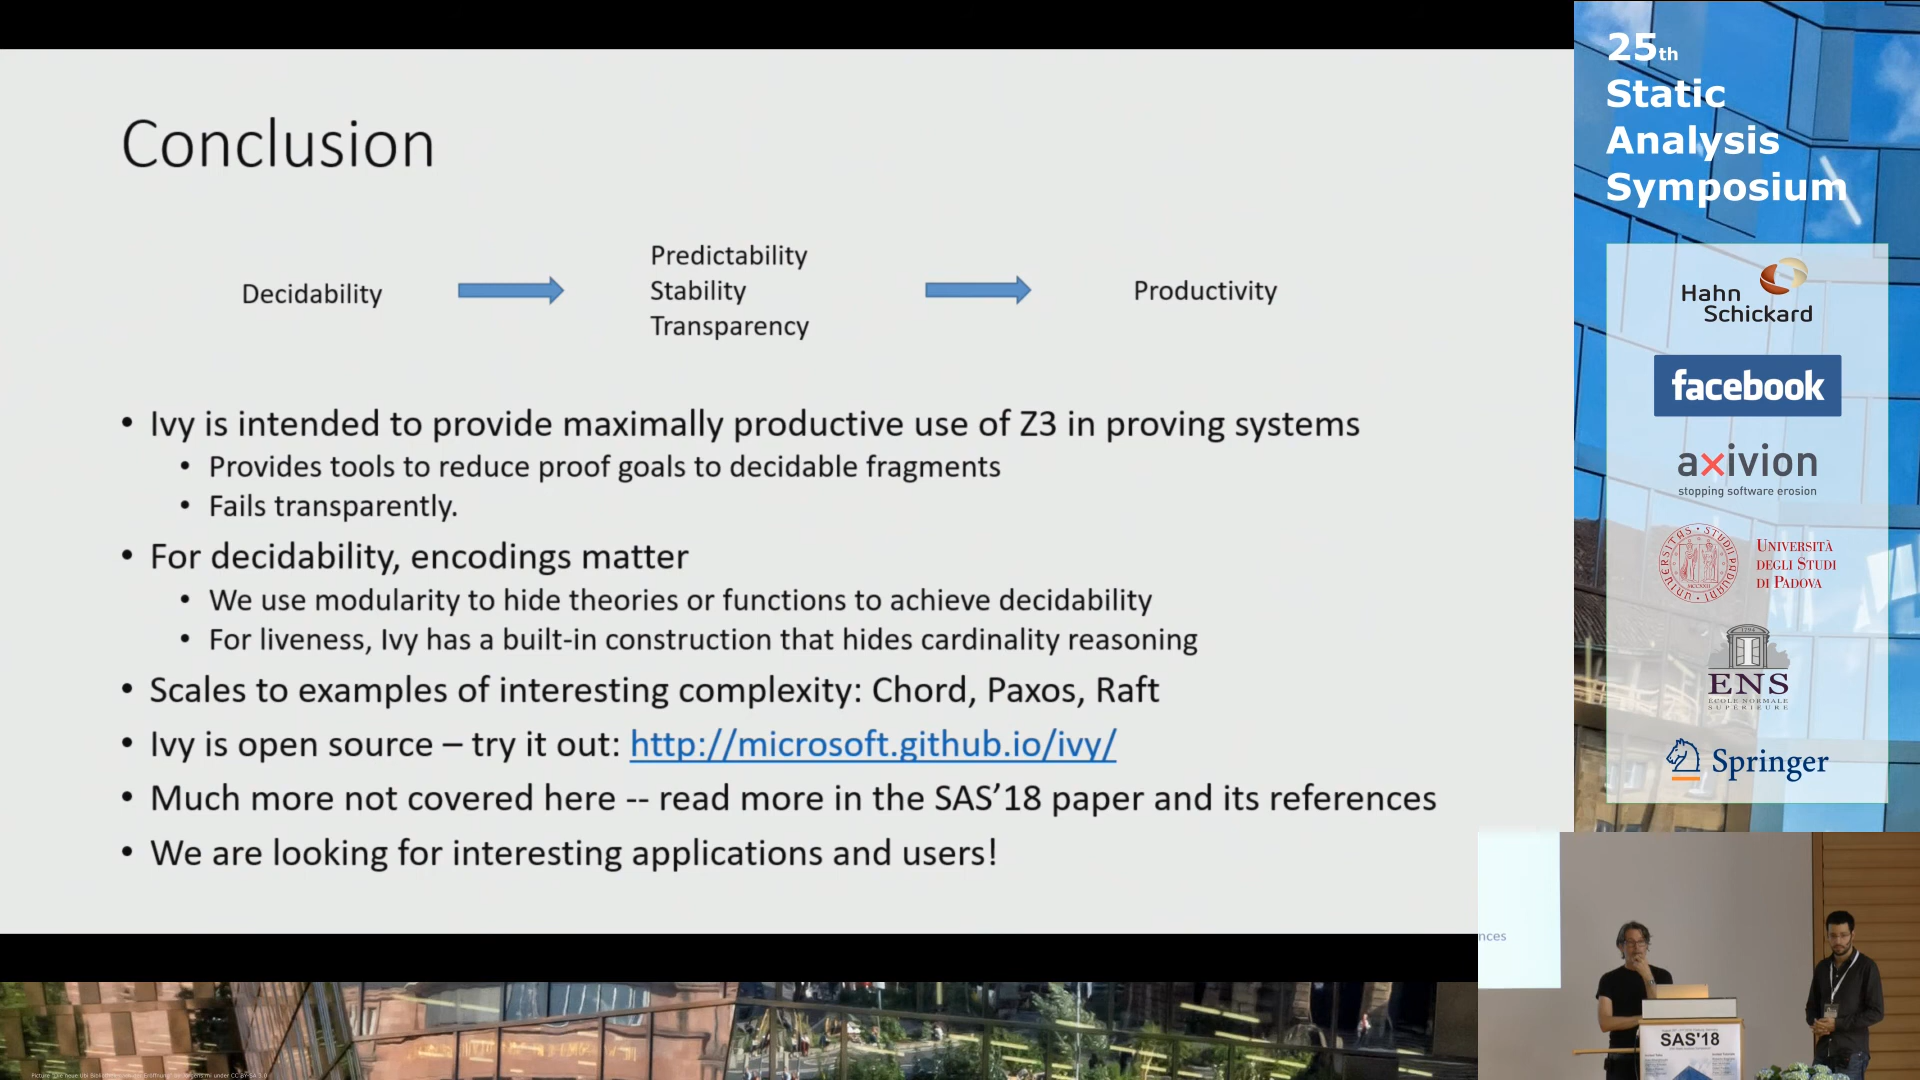 Conclusion
Decidability
Predictability
Stability
Transparency
Productivity
• Ivy is intended to provide maximally productive use of Z3 in proving systems
• Provides tools to reduce proof goals to decidable fragments
• Fails transparently.
• For decidability, encodings matter
• We use modularity to hide theories or functions to achieve decidability
• For liveness, Ivy has a built-in construction that hides cardinality reasoning
• Scales to examples of interesting complexity: Chord, Paxos, Raft
• Ivy is open source – try it out: http://microsoft.github.io/ivy/
• Much more not covered here -- read more in the SAS’18 paper and its references
• We are looking for interesting applications and users!
25th
Static
Analysis
Symposium
Hahn
Schickard
facebook
axivion
stopping software erosion
UNIVERSITÀ
DEGLI STUDI
DI PADOVA
ENS
ÉCOLE NORMALE
SUPÉRIEURE
Springer
nces
SAS'18